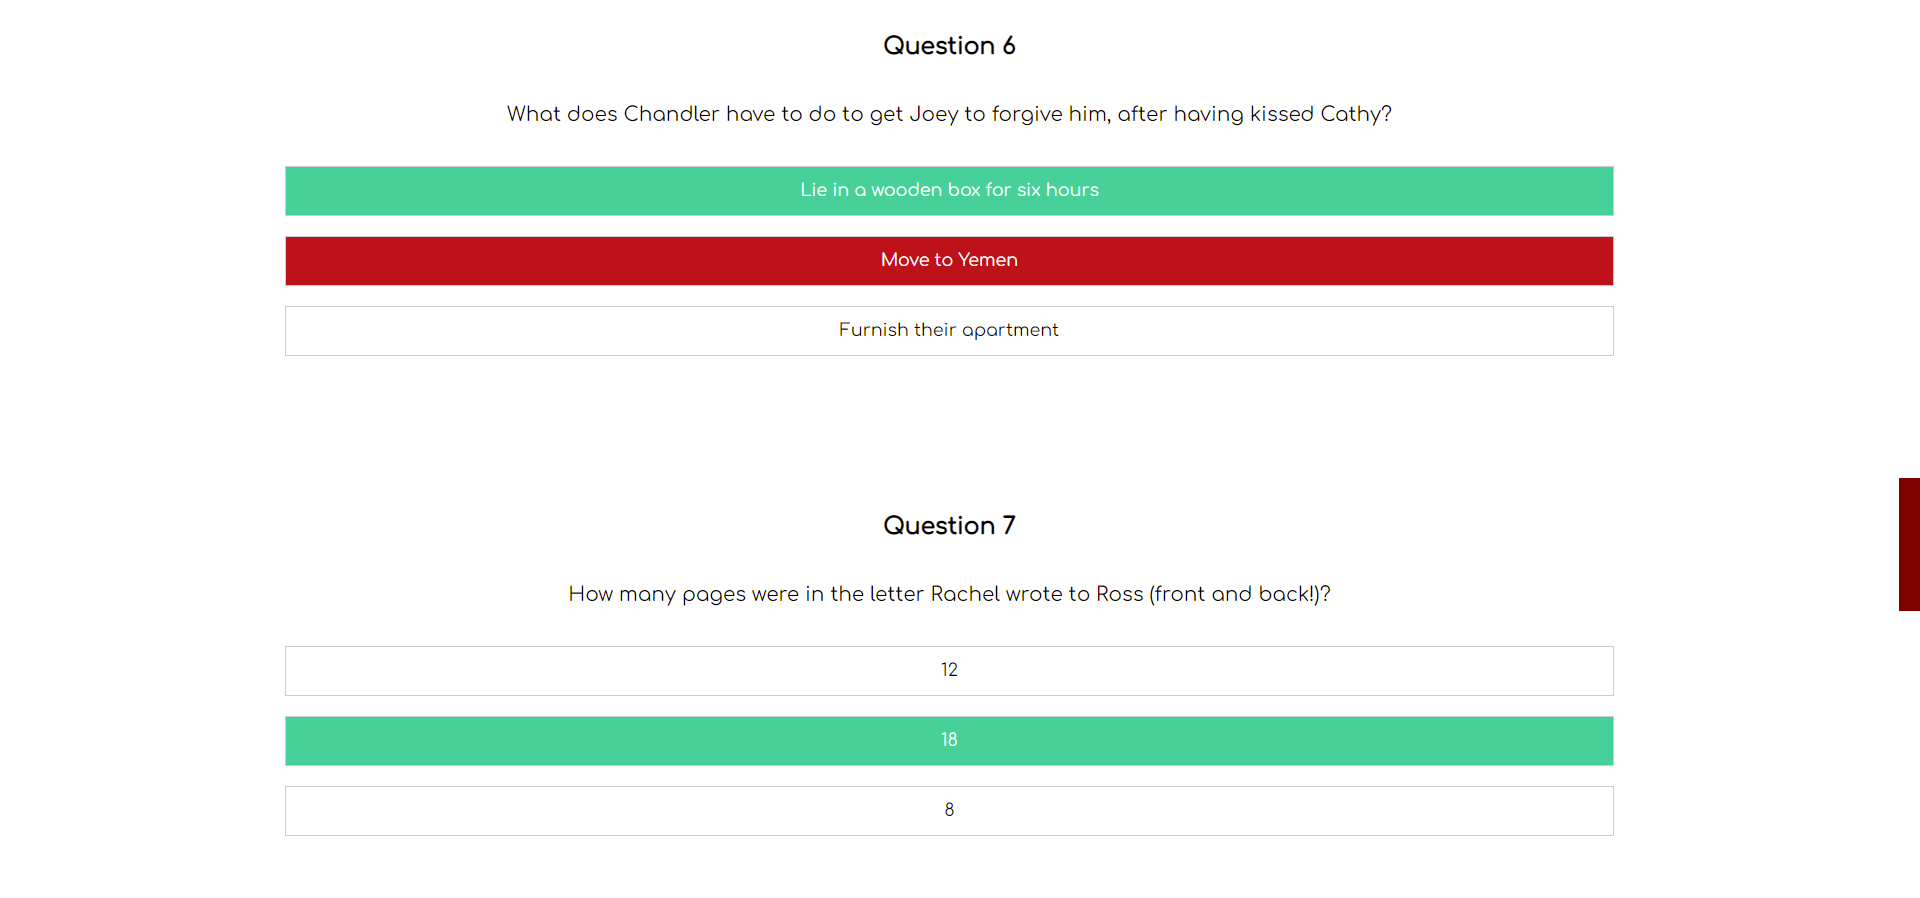 Question 6
What does Chandler have to do to get Joey to forgive him, after having kissed Cathy?
Lie in a wooden box for six hours
Move to Yemen
Furnish their apartment
Question 7
How many pages were in the letter Rachel wrote to Ross (front and back!)?
12
18
8